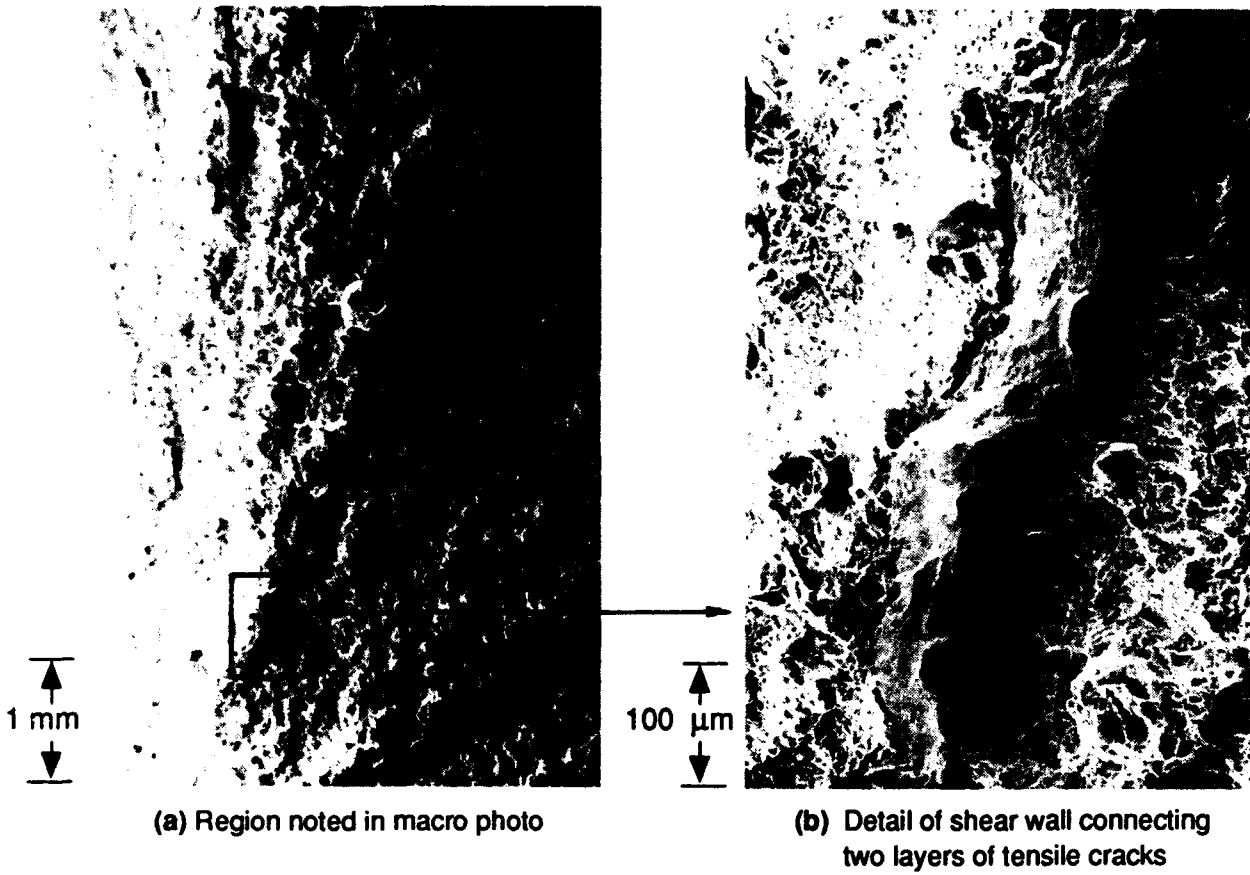 1 mm
100 µm
(a) Region noted in macro photo
(b) Detail of shear wall connecting
two layers of tensile cracks